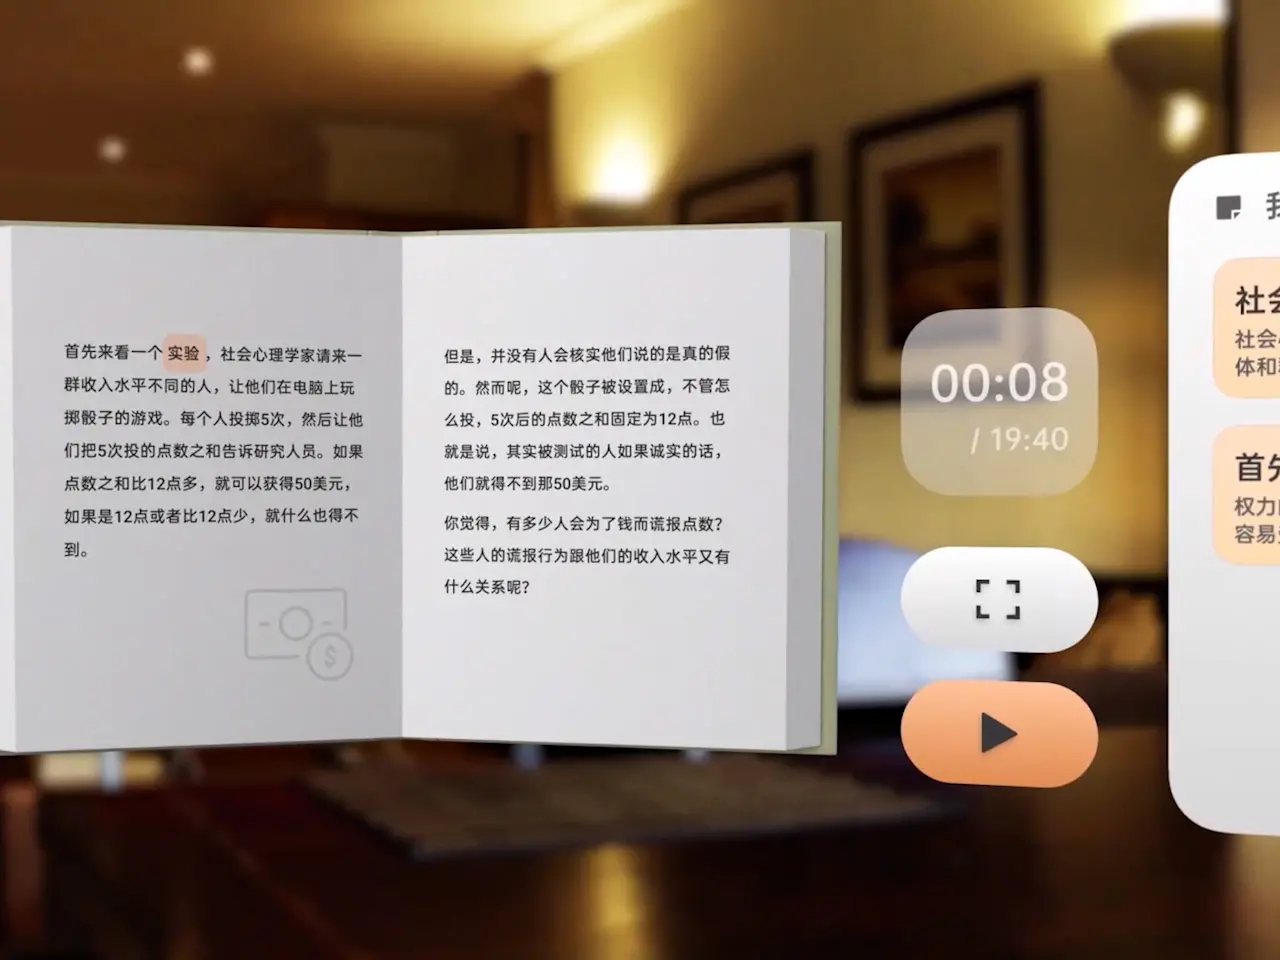 首先来看一个实验，社会心理学家请来一
群收入水平不同的人，让他们在电脑上玩
掷骰子的游戏。每个人投掷5次，然后让他
们把5次投的点数之和告诉研究人员。如果
点数之和比12点多，就可以获得50美元，
如果是12点或者比12点少，就什么也得不
到。
但是，并没有人会核实他们说的是真的假
的。然而呢，这个骰子被设置成，不管怎
么投，5次后的点数之和固定为12点。也
就是说，其实被测试的人如果诚实的话，
他们就得不到那50美元。
你觉得，有多少人会为了钱而谎报点数？
这些人的谎报行为跟他们的收入水平又有
什么关系呢？
00:08
/ 19:40
社
社会
体和
首
权力
容易